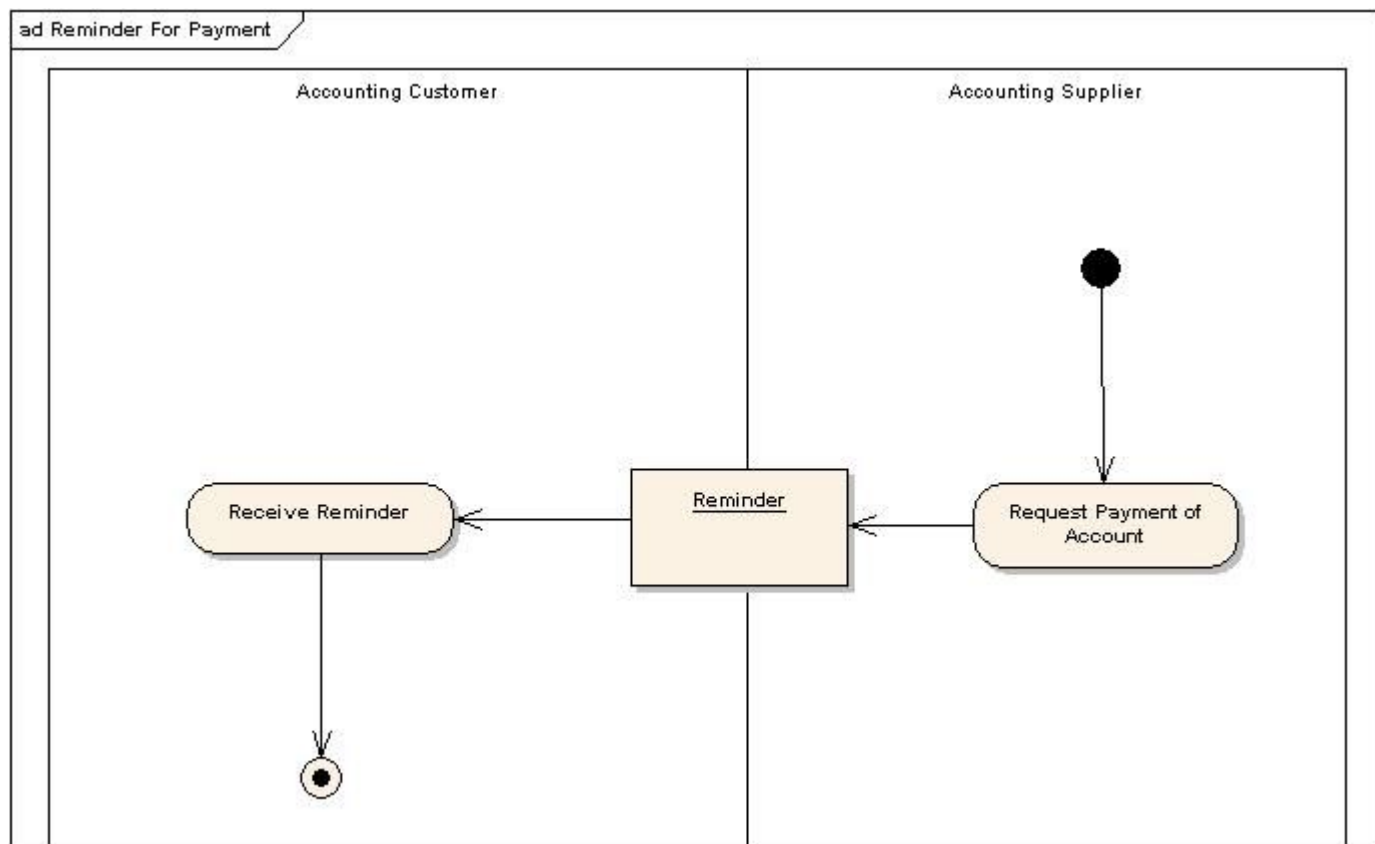 ad Reminder For Payment
Accounting Customer
Accounting Supplier
Receive Reminder
Reminder
Request Payment of
Account